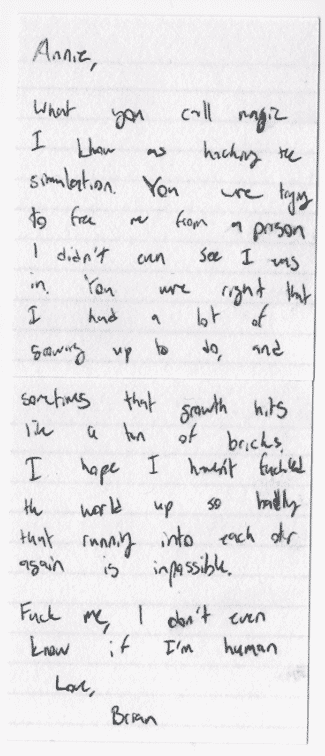 Annie,
What you call magic
I know as hacking the
simulation. You were trying
to free me from a prison
I didn't even see I was
in. You were right that
I had a lot of
growing up to do, and
sometimes that growth hits
like a ton of bricks.
I hope I haven't fucked
the world up so badly
that running into each othr
again is impossible.
Fuck me, I don't even
know if I'm human
Love,
Brian